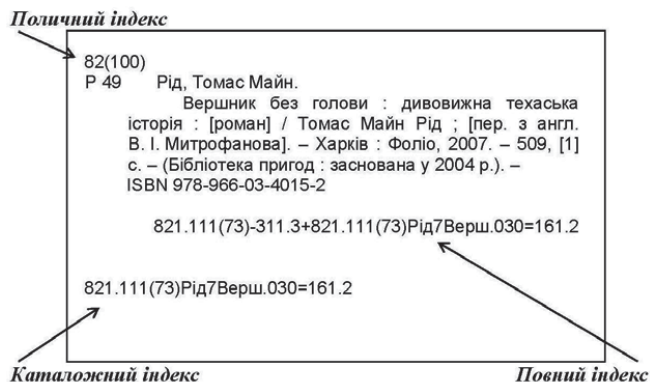 Поличний індекс
82(100)
Р 49 Рід, Томас Майн.
Вершник без голови : дивовижна техаська
історія : [роман] / Томас Майн Рід ; [пер. з англ.
В. І. Митрофанова]. – Харків : Фоліо, 2007. – 509, [1]
с. – (Бібліотека пригод : заснована у 2004 р.). –
ISBN 978-966-03-4015-2
821.111(73)-311.3+821.111(73)Рід7Верш.030=161.2
821.111(73)Рід7Верш.030=161.2
Каталожний індекс Повний індекс